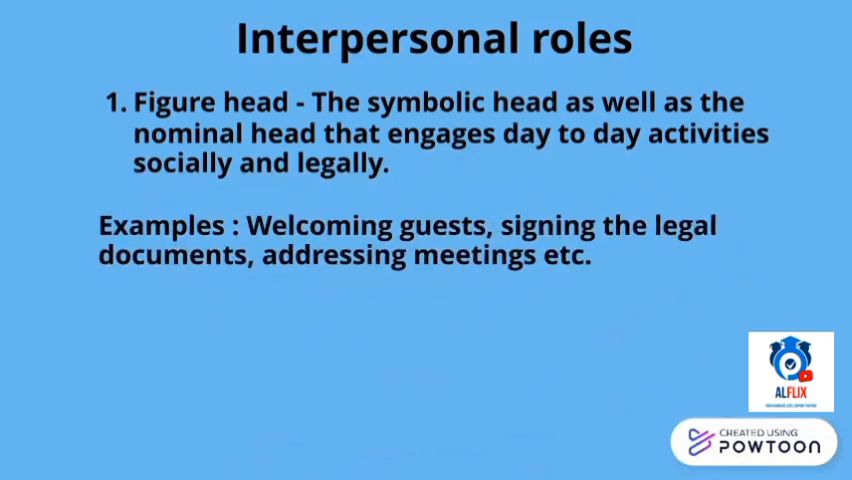 Interpersonal roles
1. Figure head - The symbolic head as well as the
nominal head that engages day to day activities
socially and legally.
Examples : Welcoming guests, signing the legal
documents, addressing meetings etc.
ALFLIX
CREATED USING
POWTOON